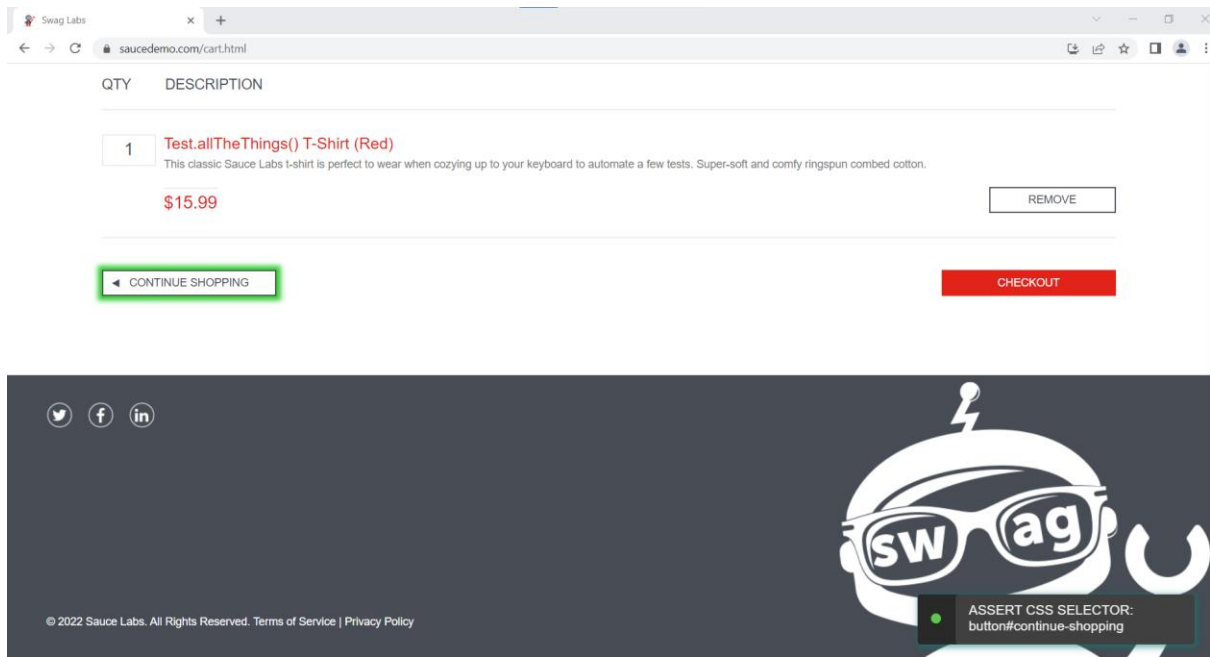 Swag Labs
saucedemo.com/cart.html
QTY DESCRIPTION
1
Test.allTheThings() T-Shirt (Red)
This classic Sauce Labs t-shirt is perfect to wear when cozying up to your keyboard to automate a few tests. Super-soft and comfy ringspun combed cotton.
$15.99
REMOVE
CONTINUE SHOPPING
CHECKOUT
sw ag
© 2022 Sauce Labs. All Rights Reserved. Terms of Service | Privacy Policy
ASSERT CSS SELECTOR:
button#continue-shopping